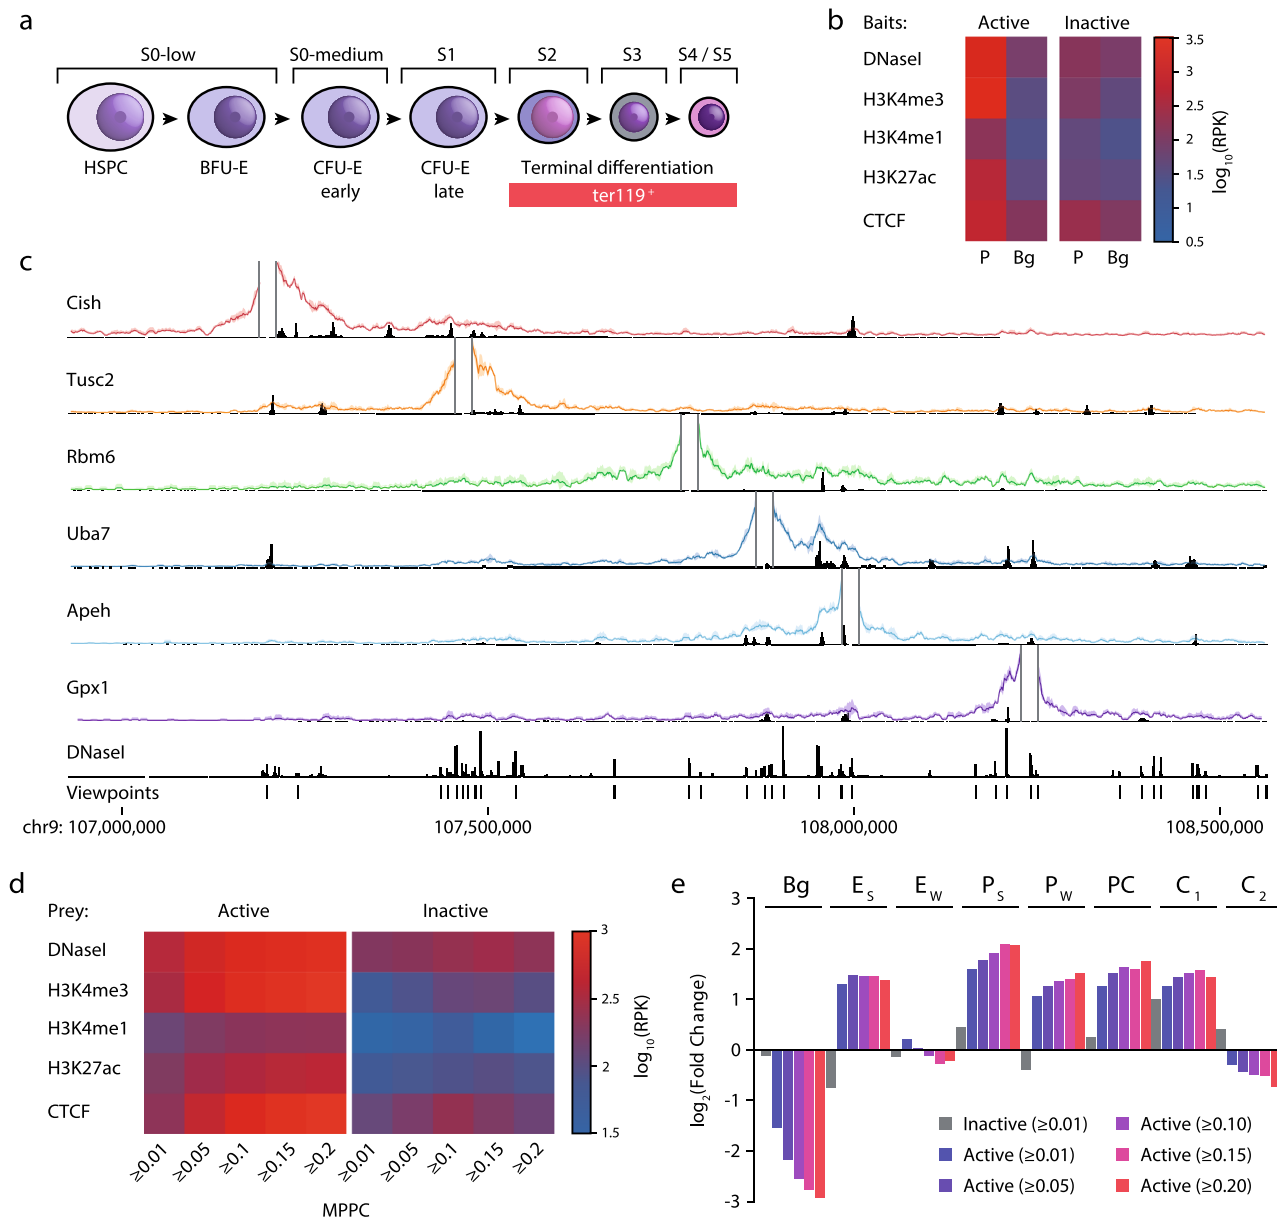 a
S0-low
S0-medium
S1
S2
S3
S4 / S5
HSPC
BFU-E
CFU-E
early
CFU-E
late
Terminal differentiation
ter119 +
b
Baits:
Active
Inactive
DNaseI
H3K4me3
H3K4me1
H3K27ac
CTCF
P
Bg
P
Bg
3.5
3
2.5
2
1.5
1
0.5
log10(RPK)
c
Cish
Tusc2
Rbm6
Uba7
Apeh
Gpx1
DNaseI
Viewpoints
chr9: 107,000,000
107,500,000
108,000,000
108,500,000
d
Prey:
Active
Inactive
DNaseI
H3K4me3
H3K4me1
H3K27ac
CTCF
≥0.01
≥0.05
≥0.1
≥0.15
≥0.2
≥0.01
≥0.05
≥0.1
≥0.15
≥0.2
MPPC
3
2.5
2
1.5
log10(RPK)
e
Bg
ES
EW
PS
PW
PC
C1
C2
3
2
1
0
-1
-2
-3
log2(Fold Change)
Inactive (≥0.01)
Active (≥0.01)
Active (≥0.05)
Active (≥0.10)
Active (≥0.15)
Active (≥0.20)